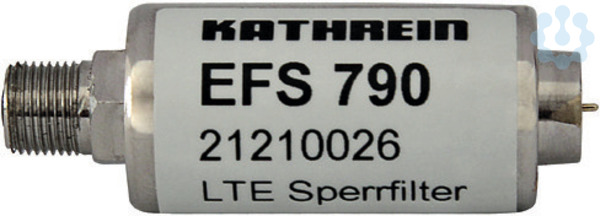 KATHREIN
EFS 790
21210026
LTE Sperrfilter